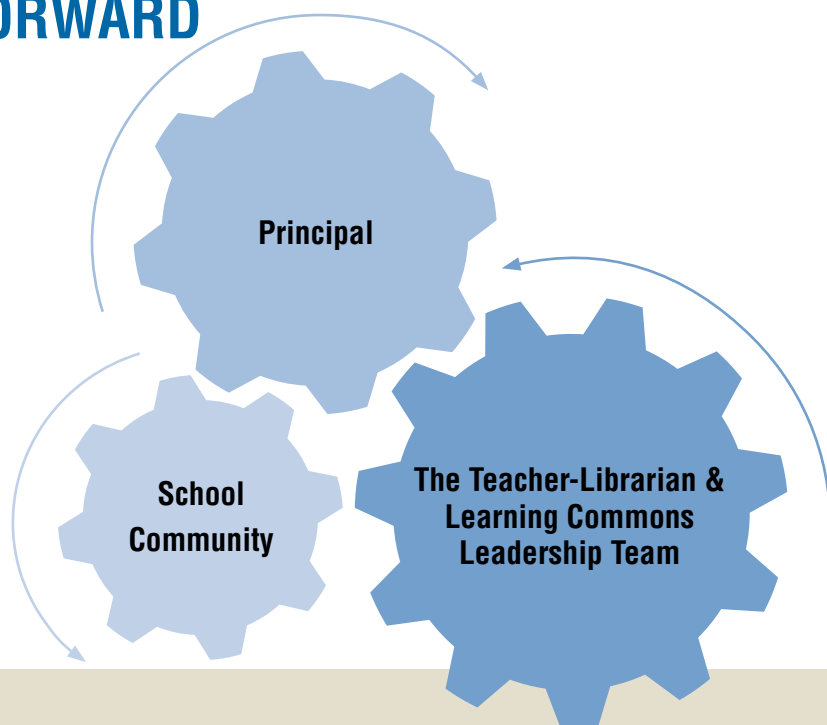 ORWARD
Principal
School
Community
The Teacher-Librarian &
Learning Commons
Leadership Team